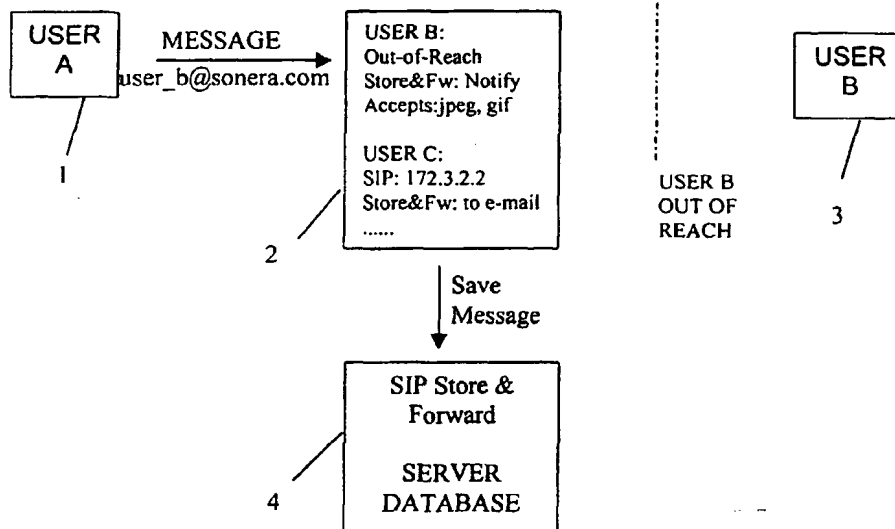 USER
A
MESSAGE
user_b@sonera.com
1
USER B:
Out-of-Reach
Store&Fw: Notify
Accepts:jpeg, gif
USER C:
SIP: 172.3.2.2
Store&Fw: to e-mail
......
2
USER B
OUT OF
REACH
USER
B
3
Save
Message
SIP Store &
Forward
SERVER
DATABASE
4